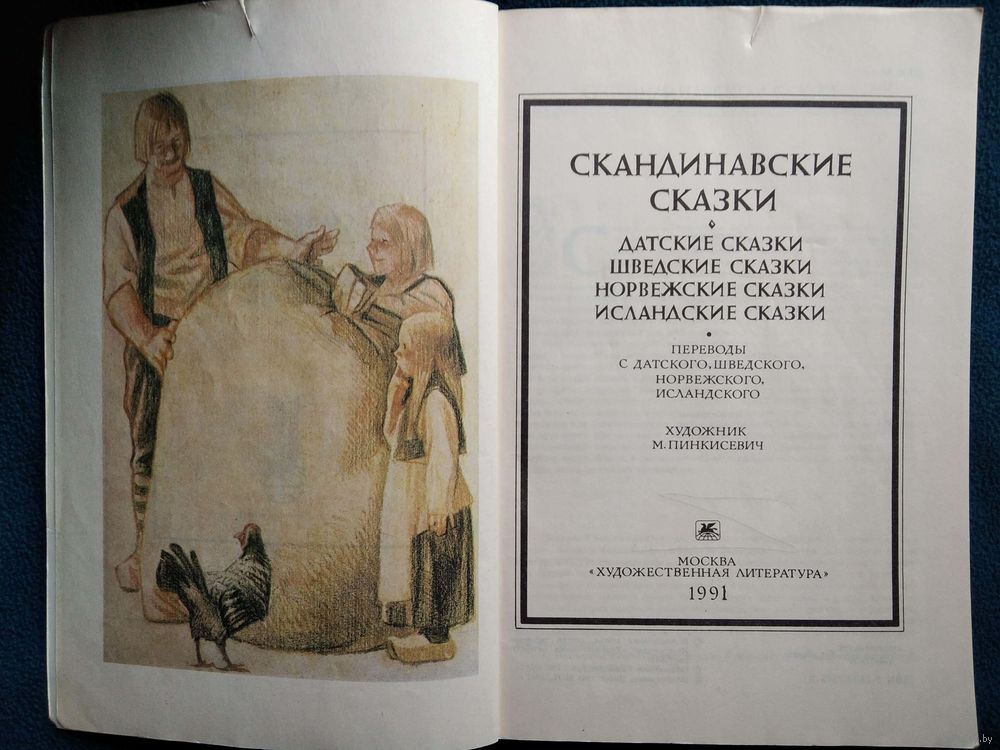 СКАНДИНАВСКИЕ
СКАЗКИ
ДАТСКИЕ СКАЗКИ
ШВЕДСКИЕ СКАЗКИ
НОРВЕЖСКИЕ СКАЗКИ
ИСЛАНДСКИЕ СКАЗКИ
ПЕРЕВОДЫ
С ДАТСКОГО, ШВЕДСКОГО,
НОРВЕЖСКОГО,
ИСЛАНДСКОГО
ХУДОЖНИК
М. ПИНКИСЕВИЧ
МОСКВА
«ХУДОЖЕСТВЕННАЯ ЛИТЕРАТУРА»
1991
.by